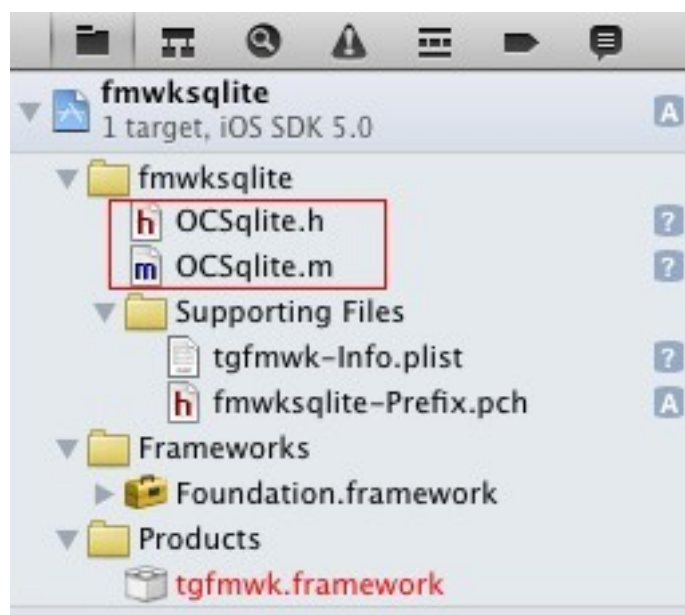 fmwksqlite
A
1 target, iOS SDK 5.0
fmwksqlite
h OCSqlite.h ?
m OCSqlite.m ?
Supporting Files
tgfmwk-Info.plist ?
h fmwksqlite-Prefix.pch A
Frameworks
Foundation.framework
Products
tgfmwk.framework